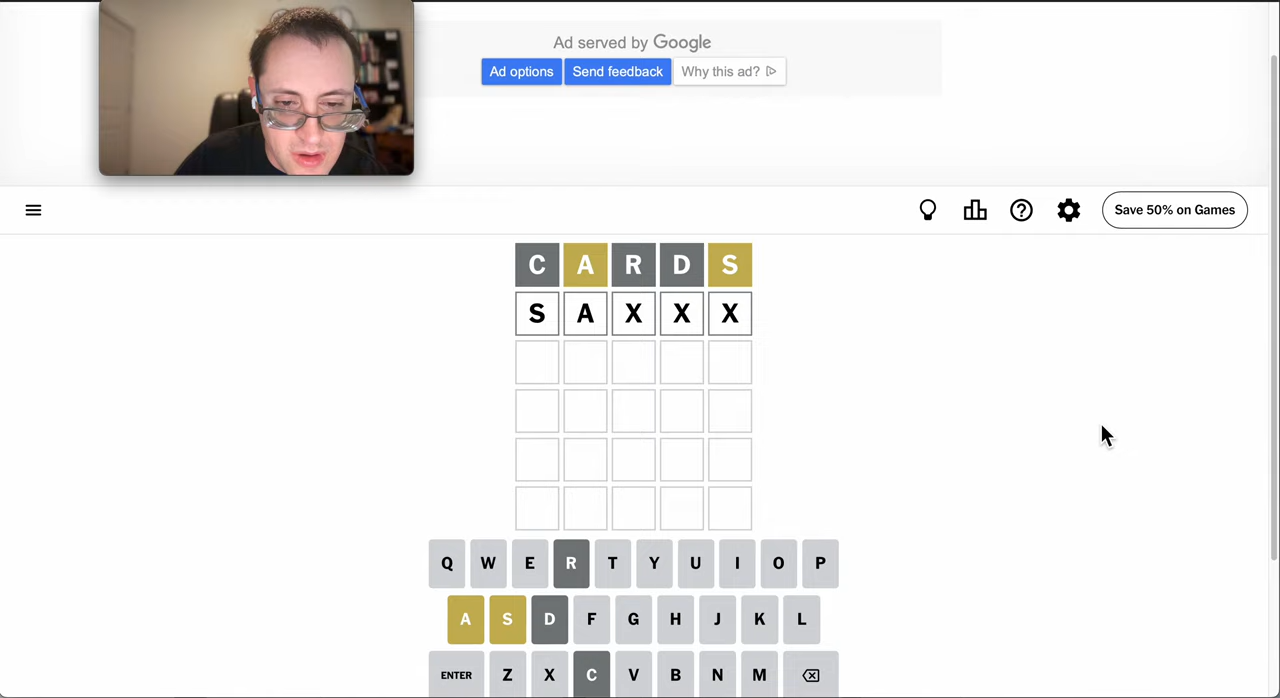 Ad served by Google
Ad options Send feedback Why this ad?
Save 50% on Games
C A R D S
S A X X X
Q W E R T Y U I O P
A S D F G H J K L
ENTER Z X C V B N M